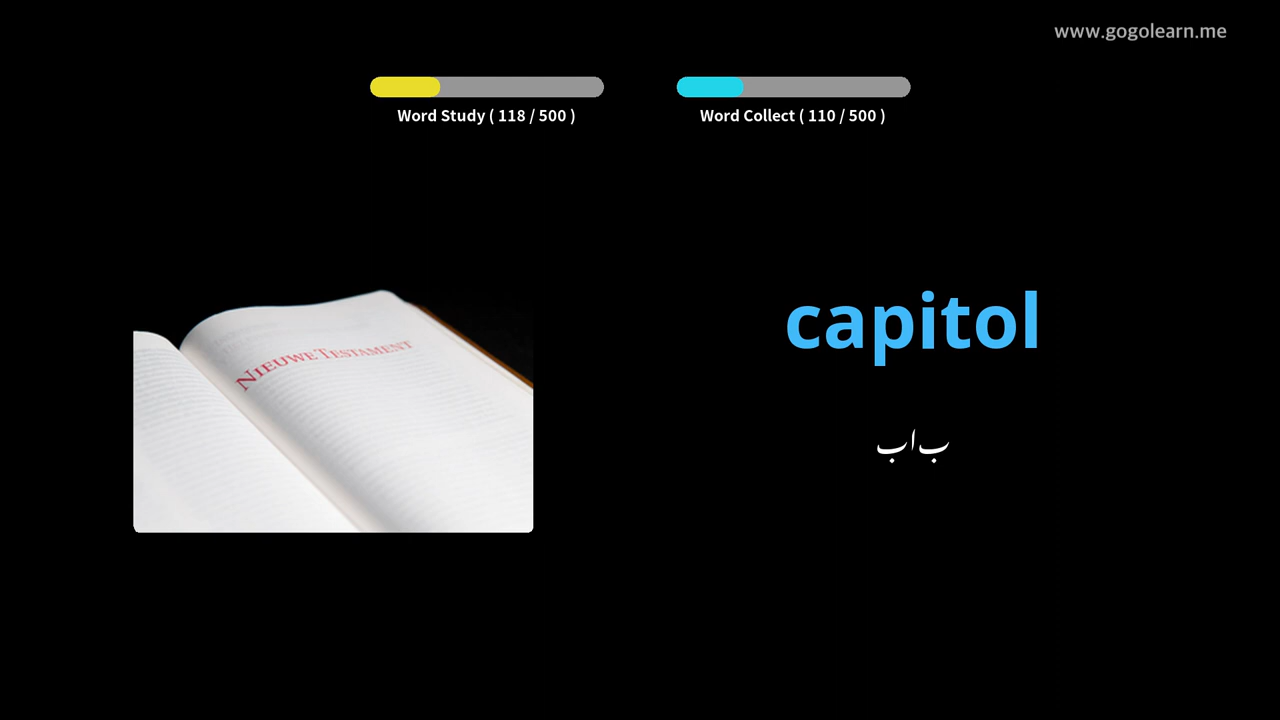 www.gogolearn.me
Word Study ( 118 / 500 )
Word Collect ( 110 / 500 )
NIEUWE TESTAMENT
capitol
باب